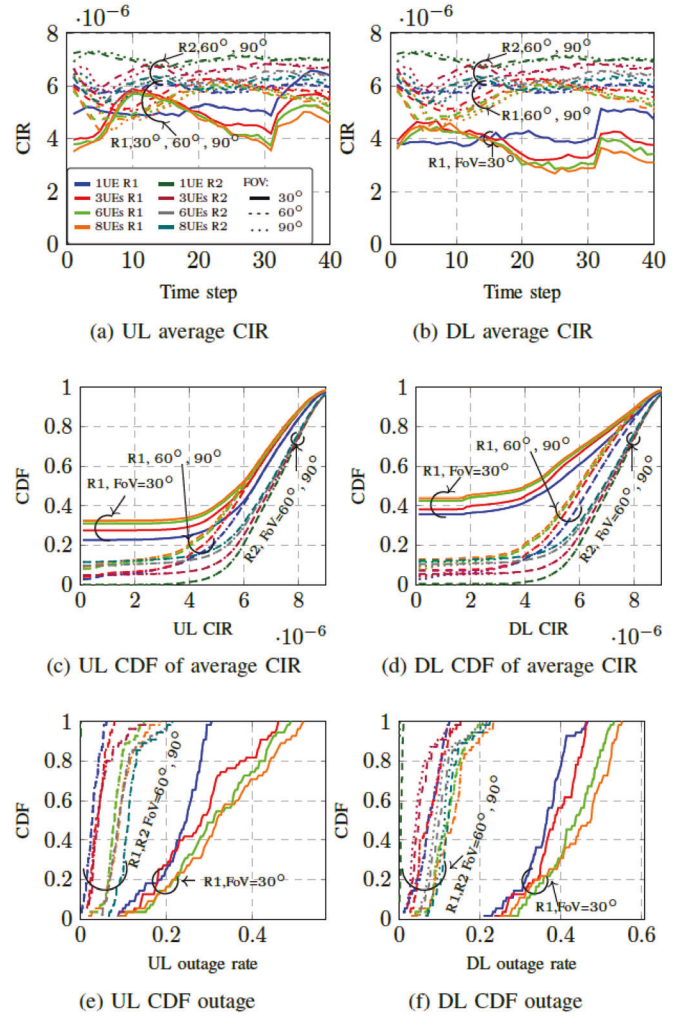 ·10⁻⁶
8
6
4
2
0
CIR
R2,60°, 90°
R1,30°, 60°, 90°
1UE R1
1UE R2
FOV:
3UEs R1
3UEs R2
30°
6UEs R1
6UEs R2
60°
8UEs R1
8UEs R2
90°
0 10 20 30 40
Time step
(a) UL average CIR
·10⁻⁶
8
6
4
2
0
CIR
R2,60°, 90°
R1,60°, 90°
R1, FoV=30°
0 10 20 30 40
Time step
(b) DL average CIR
1
0.8
0.6
0.4
0.2
0
CDF
R1, 60°, 90°
R1, FoV=30°
R2, FoV=60°, 90°
0 2 4 6 8
UL CIR
·10⁻⁶
(c) UL CDF of average CIR
1
0.8
0.6
0.4
0.2
0
CDF
R1, 60°, 90°
R1, FoV=30°
R2, FoV=60°, 90°
0 2 4 6 8
DL CIR
·10⁻⁶
(d) DL CDF of average CIR
1
0.8
0.6
0.4
0.2
0
CDF
R1,R2 FoV=60°, 90°
R1,FoV=30°
0 0.2 0.4
UL outage rate
(e) UL CDF outage
1
0.8
0.6
0.4
0.2
0
CDF
R1,R2 FoV=60°, 90°
R1,FoV=30°
0 0.2 0.4 0.6
DL outage rate
(f) DL CDF outage